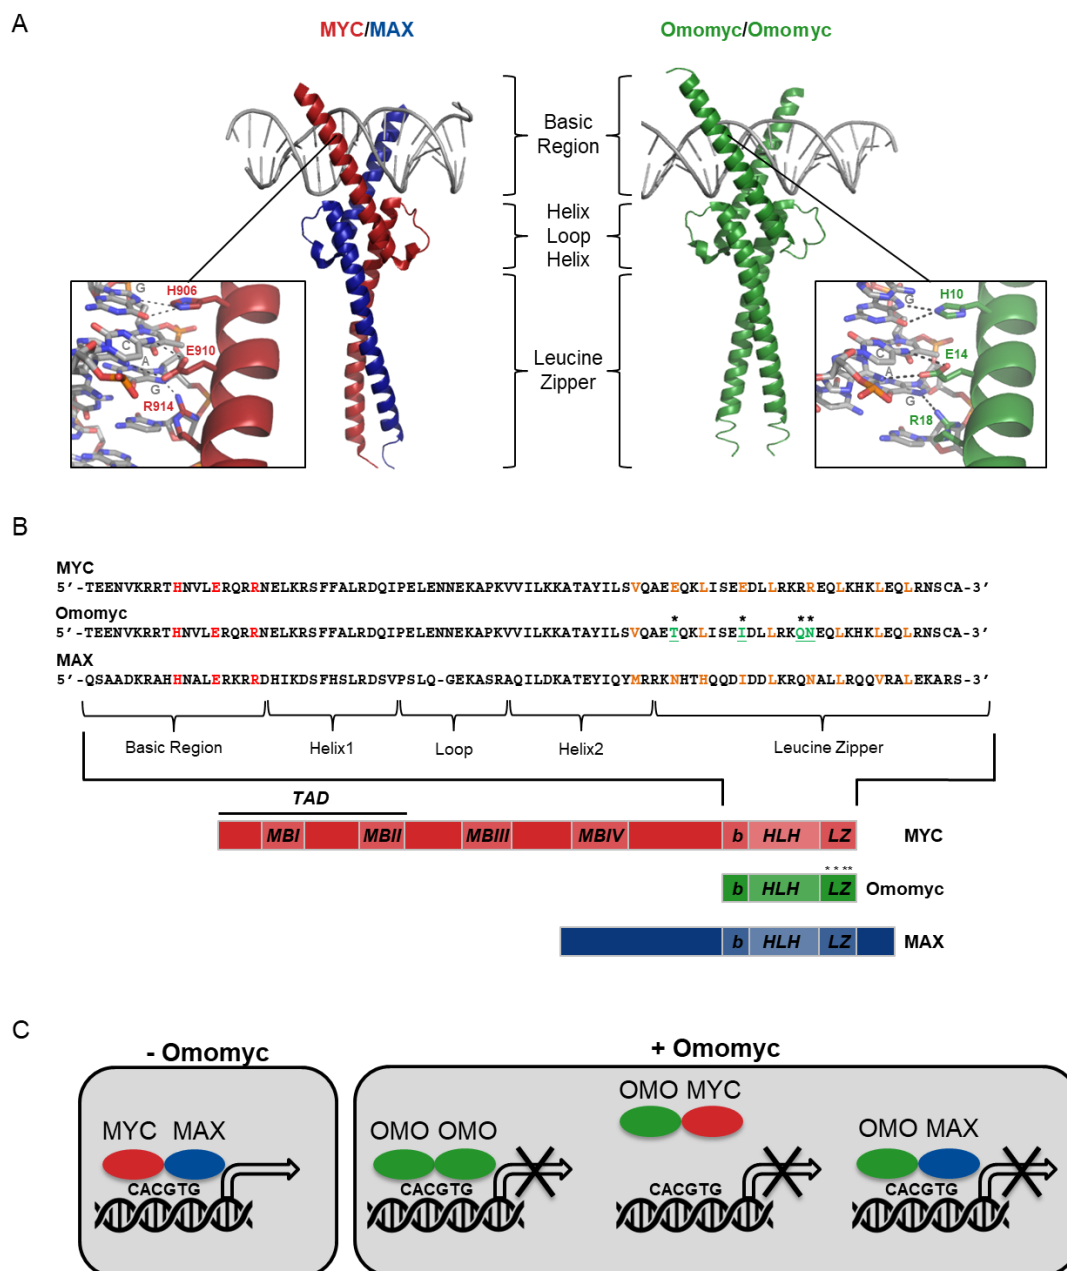 A
MYC/MAX
Omomyc/Omomyc
Basic
Region
Helix
Loop
Helix
Leucine
Zipper
G
H906
C
E910
A
G
R914
G
H10
C
E14
A
G
R18
B
MYC
5’-TEENVKRRTHNVLERQRRNELKRSFFALRDQIPELENNEKAPKVVILKKATAYILSVQAEEQKLISEEDLLRKRREQLKHKLEQLRNSCA-3’
Omomyc
* * **
5’-TEENVKRRTHNVLERQRRNELKRSFFALRDQIPELENNEKAPKVVILKKATAYILSVQAETQKLISEIDLLRKQNEQLKHKLEQLRNSCA-3’
MAX
5’-QSAADKRAHHNALERKRRDHIKDSFHSLRDSVPSLQ-GEKASRAQILDKATEYIQYMRRKNHTHQQDIDDLKRQNALLRQQVRALEKARS-3’
Basic Region
Helix1
Loop
Helix2
Leucine Zipper
TAD
MBI
MBII
MBIII
MBIV
b
HLH
LZ
MYC
* * **
b
HLH
LZ
Omomyc
b
HLH
LZ
MAX
C
- Omomyc
+ Omomyc
MYC MAX
CACGTG
OMO OMO
CACGTG
OMO MYC
CACGTG
OMO MAX
CACGTG